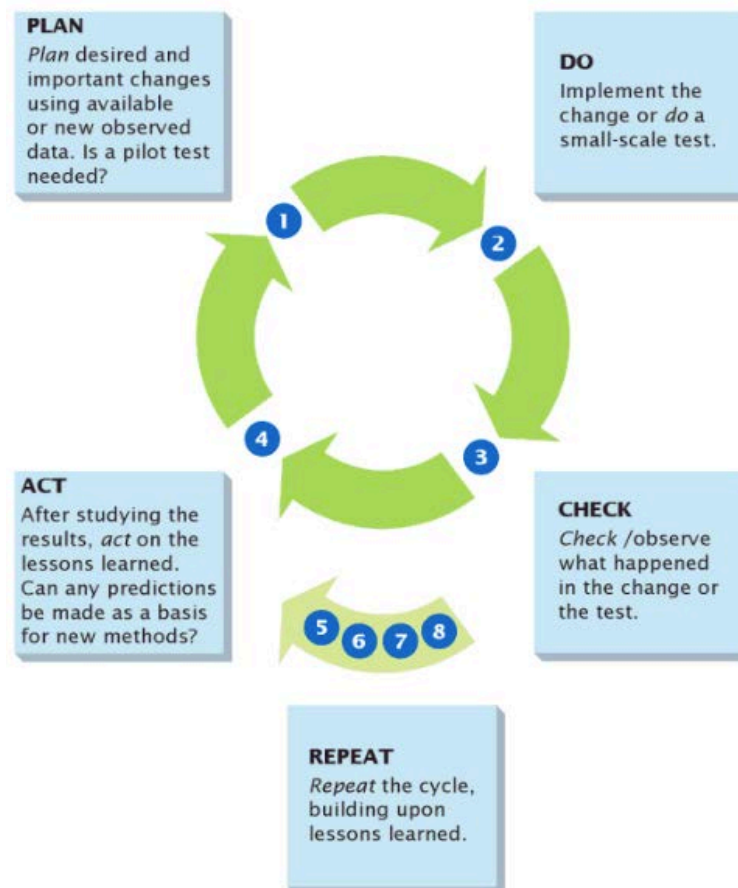 PLAN
Plan desired and
important changes
using available
or new observed
data. Is a pilot test
needed?
DO
Implement the
change or do a
small-scale test.
1
2
3
4
CHECK
Check /observe
what happened
in the change or
the test.
ACT
After studying the
results, act on the
lessons learned.
Can any predictions
be made as a basis
for new methods?
5 6 7 8
REPEAT
Repeat the cycle,
building upon
lessons learned.